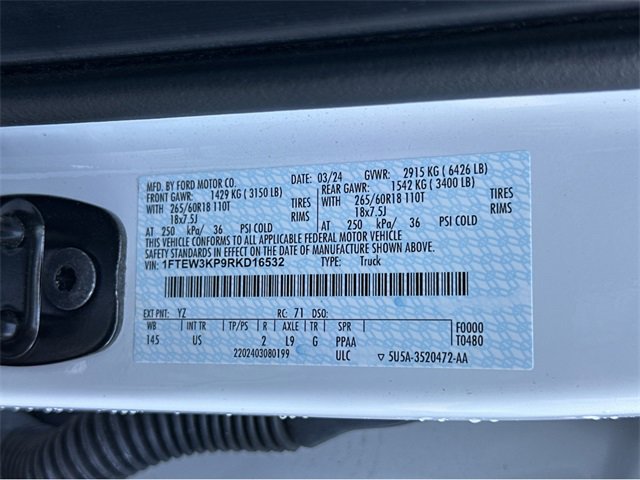 MFD. BY FORD MOTOR CO.
DATE: 03/24 GVWR: 2915 KG ( 6426 LB)
FRONT GAWR: 1429 KG ( 3150 LB) REAR GAWR: 1542 KG ( 3400 LB)
WITH 265/60R18 110T TIRES WITH 265/60R18 110T TIRES
18x7.5J RIMS 18x7.5J RIMS
AT 250 kPa/ 36 PSI COLD AT 250 kPa/ 36 PSI COLD
THIS VEHICLE CONFORMS TO ALL APPLICABLE FEDERAL MOTOR VEHICLE
SAFETY STANDARDS IN EFFECT ON THE DATE OF MANUFACTURE SHOWN ABOVE.
VIN: 1FTEW3KP9RKD16532 TYPE: Truck
EXT PNT: YZ RC: 71 DSO:
WB INT TR TP/PS R AXLE TR SPR F0000
145 US 2 L9 G PPAA T0480
2202403080199 ULC 5U5A-3520472-AA